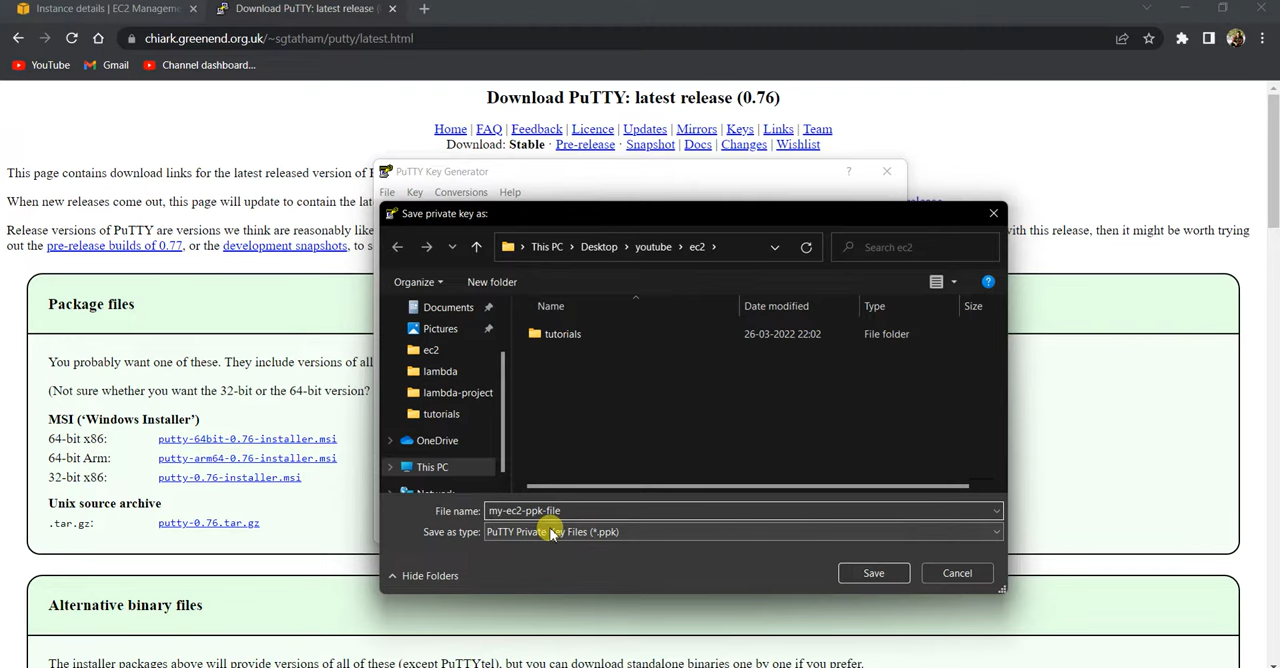 Instance details | EC2 Managem
Download PuTTY: latest release (
chiark.greenend.org.uk/~sgtatham/putty/latest.html
YouTube
Gmail
Channel dashboard...
Download PuTTY: latest release (0.76)
Home | FAQ | Feedback | Licence | Updates | Mirrors | Keys | Links | Team
Download: Stable · Pre-release · Snapshot | Docs | Changes | Wishlist
This page contains download links for the latest released version of
When new releases come out, this page will update to contain the late
release.
Release versions of PuTTY are versions we think are reasonably like
with this release, then it might be worth trying
out the pre-release builds of 0.77, or the development snapshots, to s
PuTTY Key Generator
?
File Key Conversions Help
Save private key as:
This PC > Desktop > youtube > ec2 >
Search ec2
Organize
New folder
?
Name
Date modified
Type
Size
Documents
Pictures
ec2
lambda
lambda-project
tutorials
OneDrive
This PC
Network
tutorials
26-03-2022 22:02
File folder
File name:
my-ec2-ppk-file
Save as type:
PuTTY Private Key Files (*.ppk)
Hide Folders
Save
Cancel
Package files
You probably want one of these. They include versions of all
(Not sure whether you want the 32-bit or the 64-bit version?
MSI (‘Windows Installer’)
64-bit x86: putty-64bit-0.76-installer.msi
64-bit Arm: putty-arm64-0.76-installer.msi
32-bit x86: putty-0.76-installer.msi
Unix source archive
.tar.gz: putty-0.76.tar.gz
Alternative binary files
The installer packages above will provide versions of all of these (except PuTTYtel), but you can download standalone binaries one by one if you prefer.